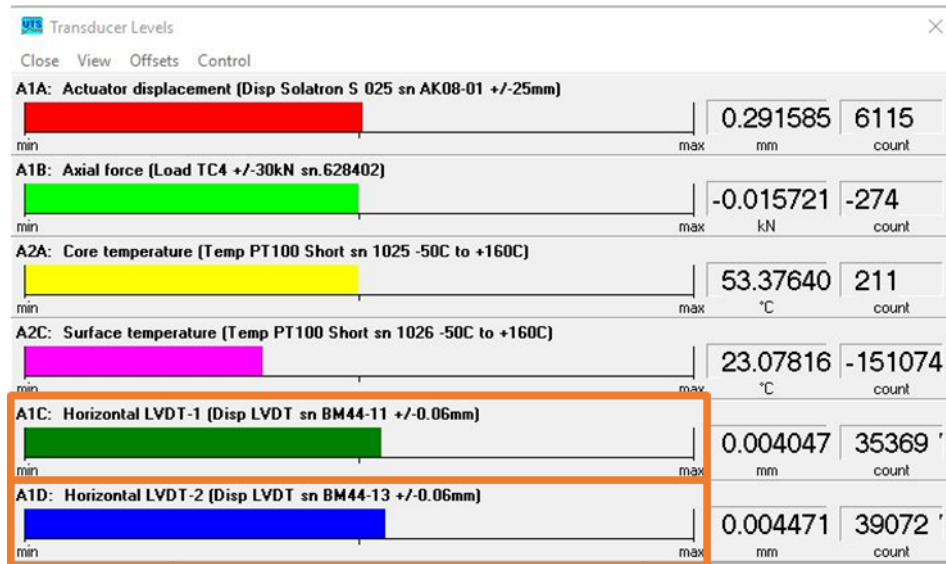 UTS Transducer Levels
Close View Offsets Control
A1A: Actuator displacement (Disp Solatron S 025 sn AK08-01 +/-25mm)
0.291585 6115
min max mm count
A1B: Axial force (Load TC4 +/-30kN sn.628402)
-0.015721 -274
min max kN count
A2A: Core temperature (Temp PT100 Short sn 1025 -50C to +160C)
53.37640 211
min max °C count
A2C: Surface temperature (Temp PT100 Short sn 1026 -50C to +160C)
23.07816 -151074
min max °C count
A1C: Horizontal LVDT-1 (Disp LVDT sn BM44-11 +/-0.06mm)
0.004047 35369
min max mm count
A1D: Horizontal LVDT-2 (Disp LVDT sn BM44-13 +/-0.06mm)
0.004471 39072
min max mm count